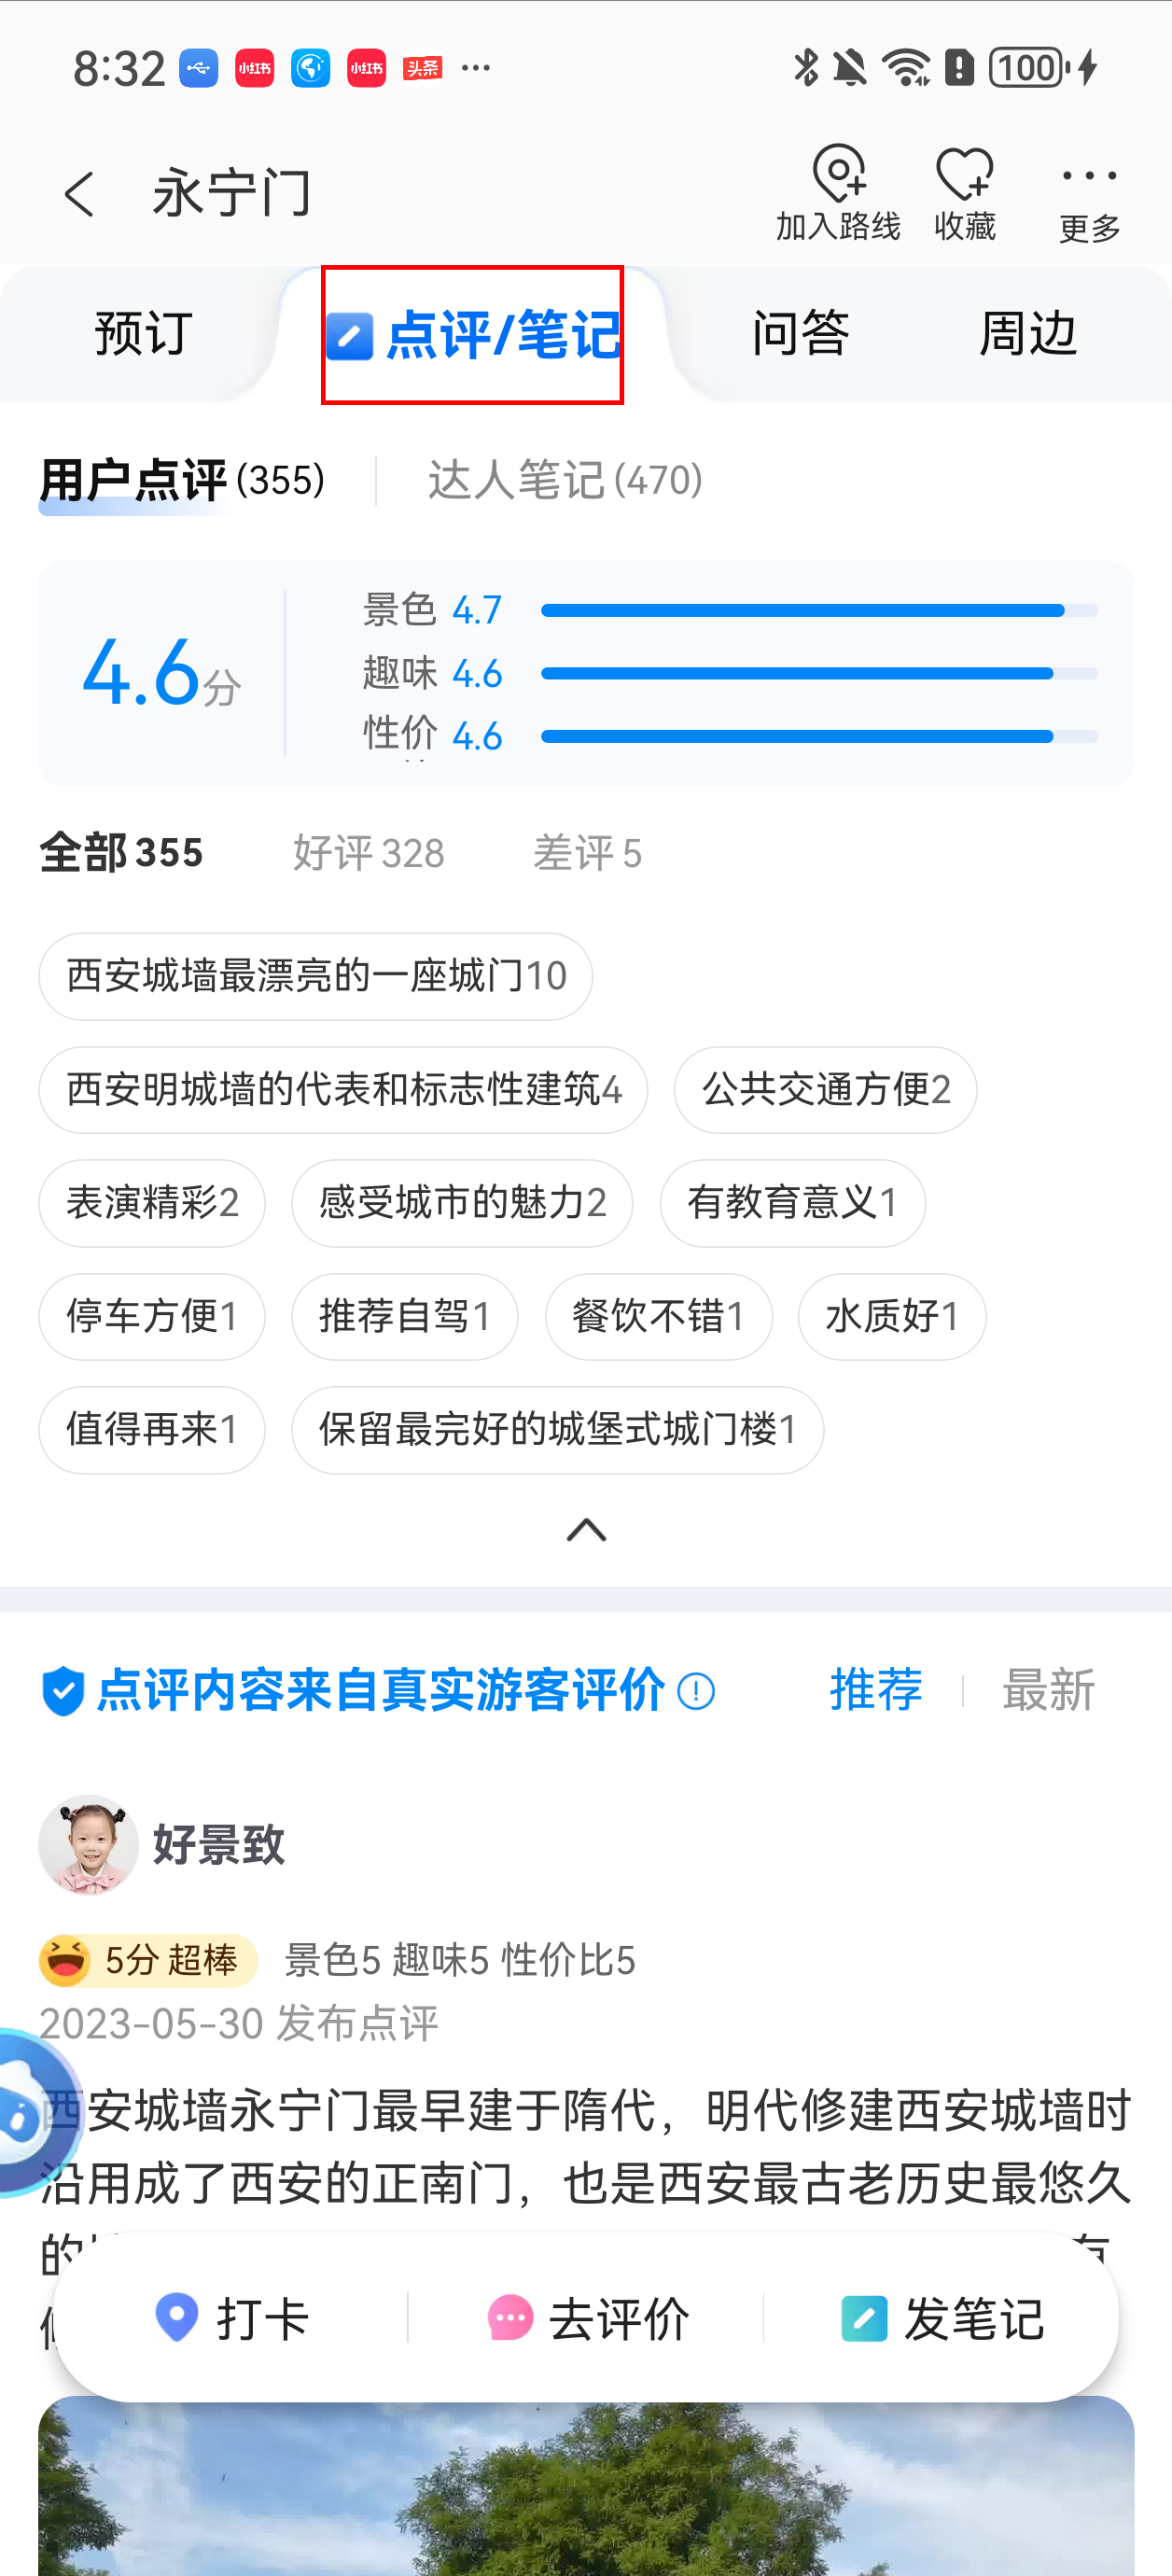 8:32 小红书 小红书 头条 ··· 100
永宁门 加入路线 收藏 更多
预订 点评/笔记 问答 周边
用户点评(355) 达人笔记(470)
4.6分
景色 4.7
趣味 4.6
性价 4.6
全部355 好评328 差评5
西安城墙最漂亮的一座城门10
西安明城墙的代表和标志性建筑4 公共交通方便2
表演精彩2 感受城市的魅力2 有教育意义1
停车方便1 推荐自驾1 餐饮不错1 水质好1
值得再来1 保留最完好的城堡式城门楼1
点评内容来自真实游客评价 推荐 最新
好景致
5分 超棒 景色5 趣味5 性价比5
2023-05-30 发布点评
西安城墙永宁门最早建于隋代，明代修建西安城墙时
沿用成了西安的正南门，也是西安最古老历史最悠久
的
打卡 去评价 发笔记